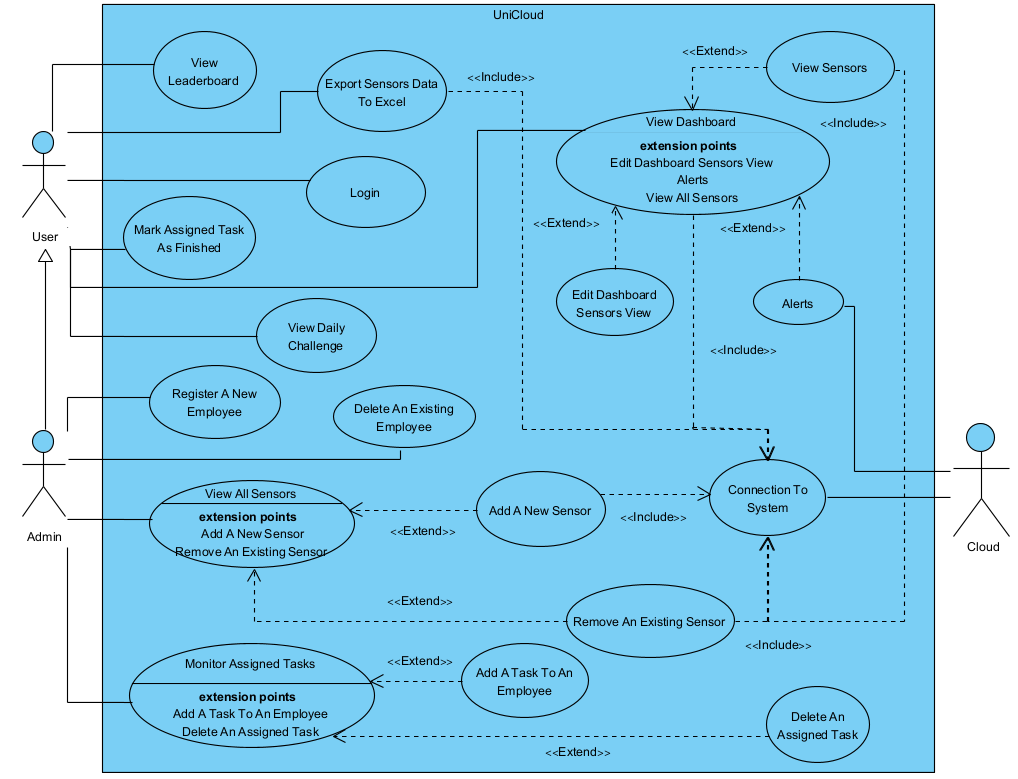 UniCloud
View
Leaderboard
Export Sensors Data
To Excel
<<Include>>
<<Extend>>
View Sensors
<<Include>>
View Dashboard
extension points
Edit Dashboard Sensors View
Alerts
View All Sensors
Login
User
Mark Assigned Task
As Finished
<<Extend>>
<<Extend>>
Edit Dashboard
Sensors View
Alerts
View Daily
Challenge
<<Include>>
Register A New
Employee
Delete An Existing
Employee
Admin
View All Sensors
extension points
Add A New Sensor
Remove An Existing Sensor
<<Extend>>
Add A New Sensor
<<Include>>
Connection To
System
Cloud
<<Extend>>
Remove An Existing Sensor
<<Include>>
Monitor Assigned Tasks
extension points
Add A Task To An Employee
Delete An Assigned Task
<<Extend>>
Add A Task To An
Employee
Delete An
Assigned Task
<<Extend>>